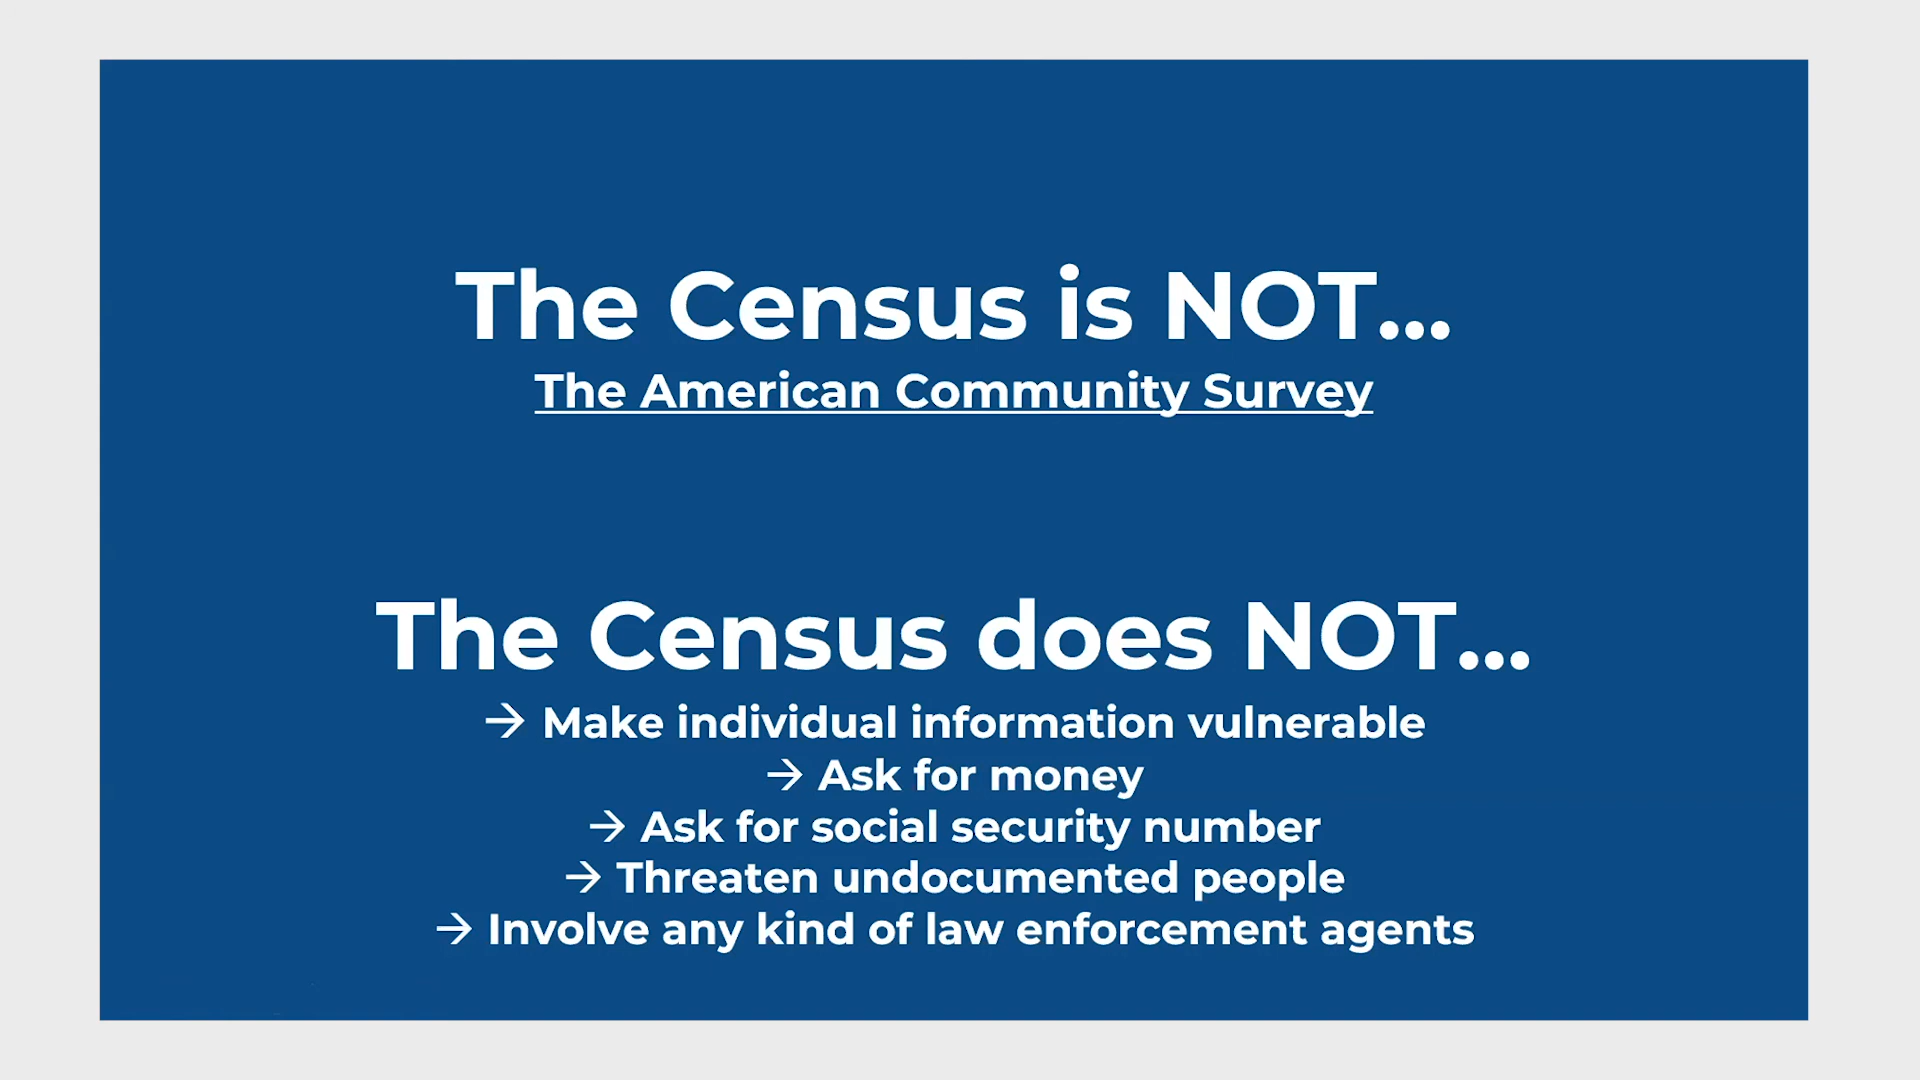 The Census is NOT...
The American Community Survey
The Census does NOT...
→ Make individual information vulnerable
→ Ask for money
→ Ask for social security number
→ Threaten undocumented people
→ Involve any kind of law enforcement agents